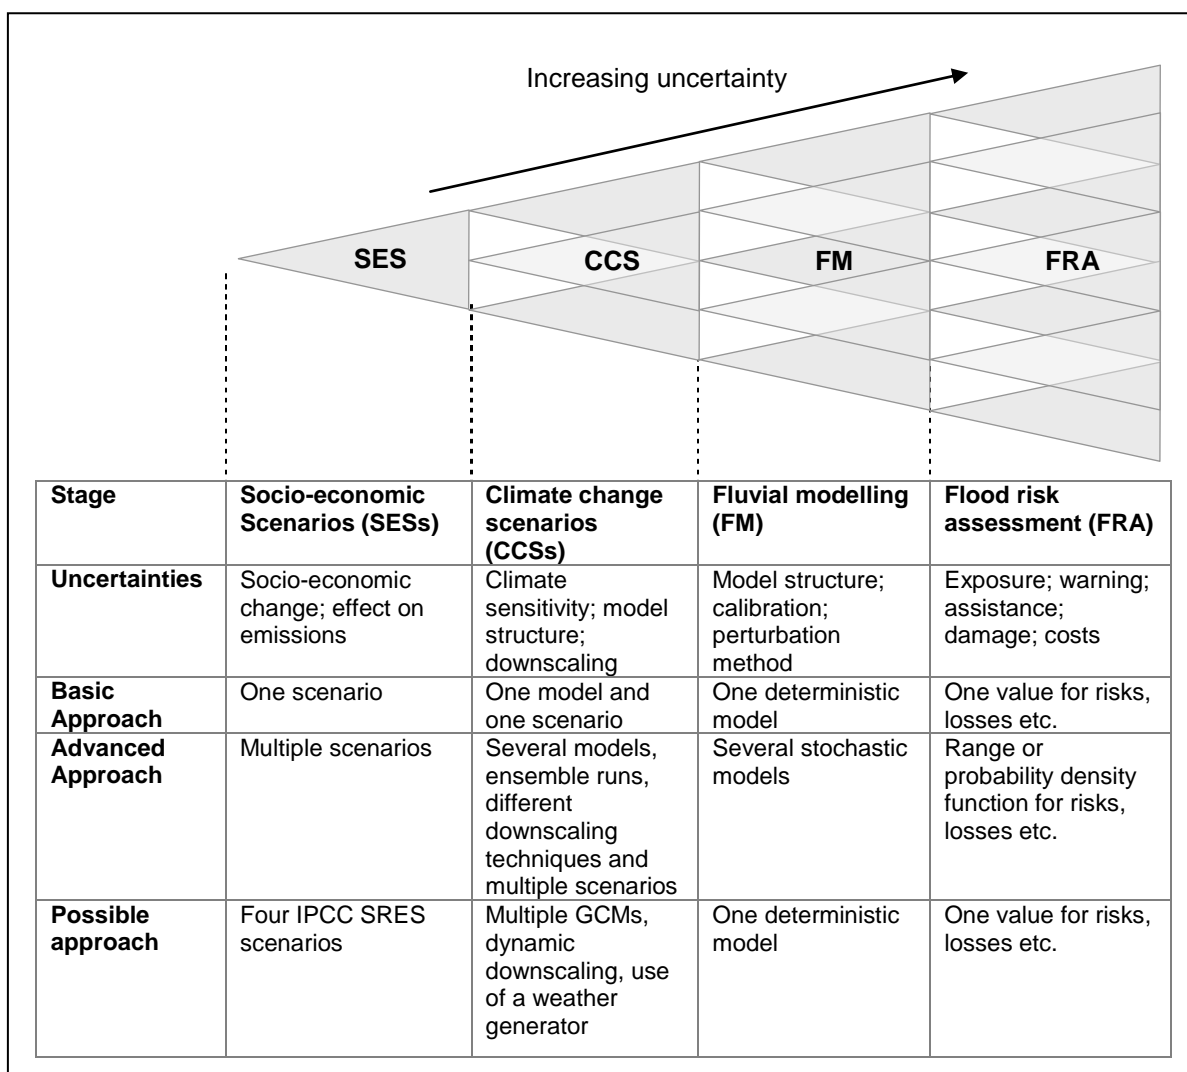 Increasing uncertainty
SES
CCS
FM
FRA
Stage
Socio-economic
Scenarios (SESs)
Climate change
scenarios
(CCSs)
Fluvial modelling
(FM)
Flood risk
assessment (FRA)
Uncertainties
Socio-economic
change; effect on
emissions
Climate
sensitivity; model
structure;
downscaling
Model structure;
calibration;
perturbation
method
Exposure; warning;
assistance;
damage; costs
Basic
Approach
One scenario
One model and
one scenario
One deterministic
model
One value for risks,
losses etc.
Advanced
Approach
Multiple scenarios
Several models,
ensemble runs,
different
downscaling
techniques and
multiple scenarios
Several stochastic
models
Range or
probability density
function for risks,
losses etc.
Possible
approach
Four IPCC SRES
scenarios
Multiple GCMs,
dynamic
downscaling, use
of a weather
generator
One deterministic
model
One value for risks,
losses etc.